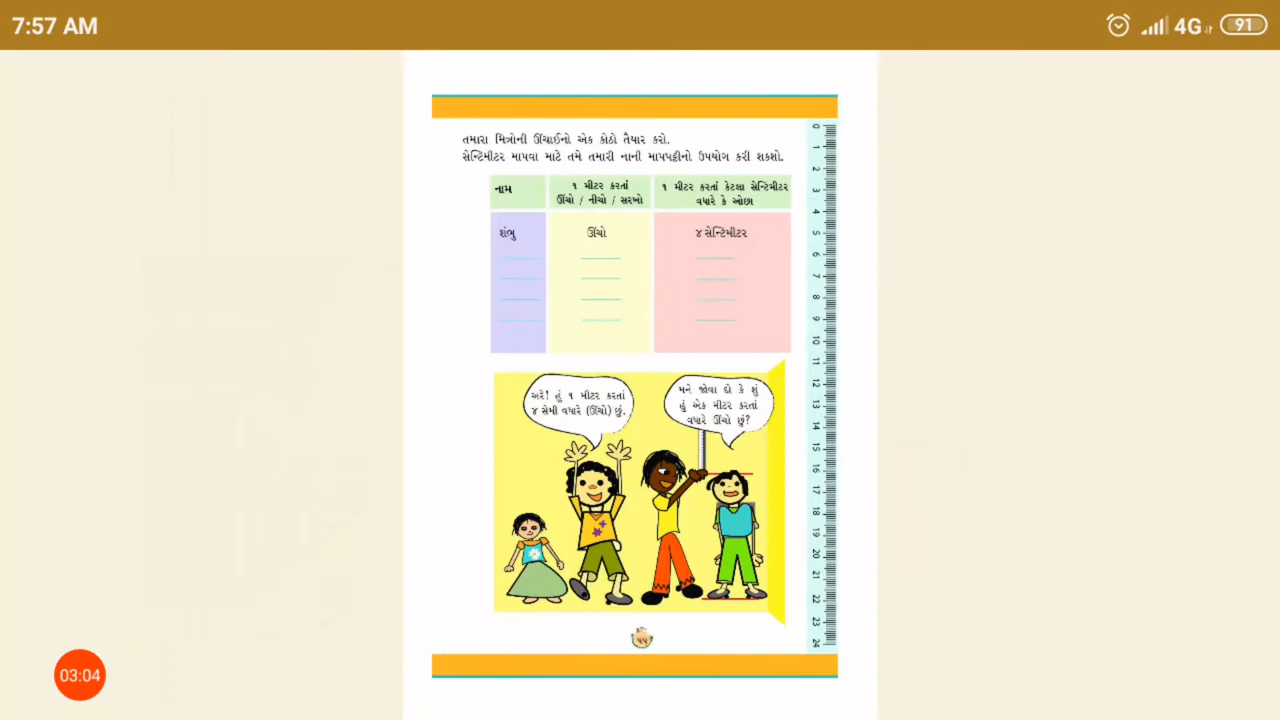 7:57 AM
4G
91
તમારા મિત્રોની ઊંચાઈનો એક કોઠો તૈયાર કરો.
સેન્ટિમીટર માપવા માટે તમે તમારી નાની માપપટ્ટીનો ઉપયોગ કરી શકશો.
નામ
૧ મીટર કરતાં
ઊંચો / નીચો / સરખો
૧ મીટર કરતાં કેટલા સેન્ટિમીટર
વધારે કે ઓછા
શંભુ
ઊંચો
૪ સેન્ટિમીટર
અરે! હું ૧ મીટર કરતાં
૪ સેમી વધારે (ઊંચો) છું.
મને જોવા દો કે શું
હું એક મીટર કરતાં
વધારે ઊંચો છું?
0
1
2
3
4
5
6
7
8
9
10
11
12
13
14
15
16
17
18
19
20
21
22
23
24
03:04